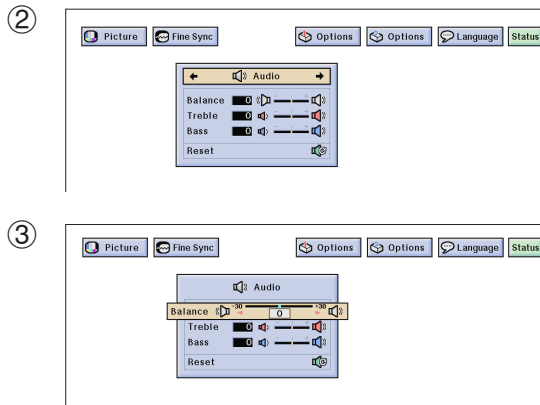 ②
Picture Fine Sync Options Options Language Status
Audio
Balance 0
Treble 0
Bass 0
Reset
③
Picture Fine Sync Options Options Language Status
Audio
Balance -30 0 +30
Treble 0
Bass 0
Reset